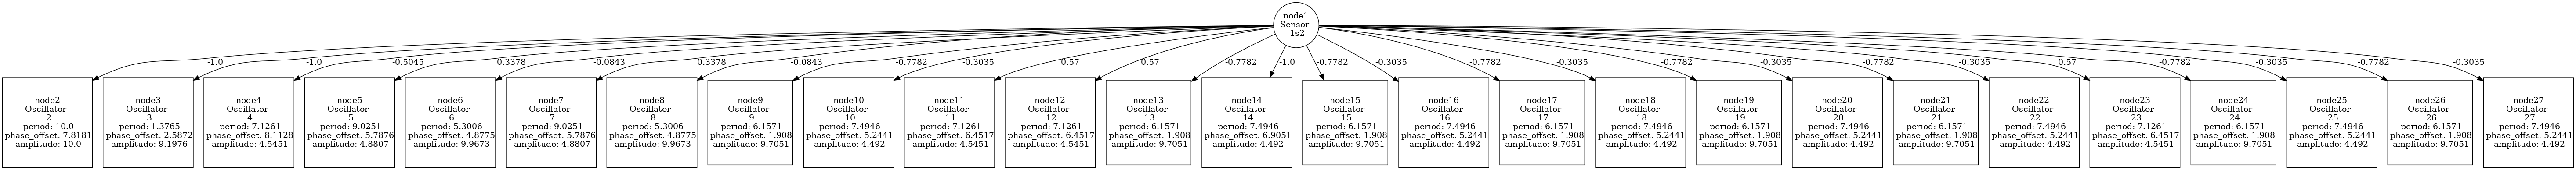 node1
Sensor
1s2
-1.0
-1.0
-0.5045
0.3378
-0.0843
0.3378
-0.0843
-0.7782
-0.3035
0.57
0.57
-0.7782
-1.0
-0.7782
-0.3035
-0.7782
-0.3035
-0.7782
-0.3035
-0.7782
-0.3035
0.57
-0.7782
-0.3035
-0.7782
-0.3035
node2
Oscillator
2
period: 10.0
phase_offset: 7.8181
amplitude: 10.0
node3
Oscillator
3
period: 1.3765
phase_offset: 2.5872
amplitude: 9.1976
node4
Oscillator
4
period: 7.1261
phase_offset: 8.1128
amplitude: 4.5451
node5
Oscillator
5
period: 9.0251
phase_offset: 5.7876
amplitude: 4.8807
node6
Oscillator
6
period: 5.3006
phase_offset: 4.8775
amplitude: 9.9673
node7
Oscillator
7
period: 9.0251
phase_offset: 5.7876
amplitude: 4.8807
node8
Oscillator
8
period: 5.3006
phase_offset: 4.8775
amplitude: 9.9673
node9
Oscillator
9
period: 6.1571
phase_offset: 1.908
amplitude: 9.7051
node10
Oscillator
10
period: 7.4946
phase_offset: 5.2441
amplitude: 4.492
node11
Oscillator
11
period: 7.1261
phase_offset: 6.4517
amplitude: 4.5451
node12
Oscillator
12
period: 7.1261
phase_offset: 6.4517
amplitude: 4.5451
node13
Oscillator
13
period: 6.1571
phase_offset: 1.908
amplitude: 9.7051
node14
Oscillator
14
period: 7.4946
phase_offset: 6.9051
amplitude: 4.492
node15
Oscillator
15
period: 6.1571
phase_offset: 1.908
amplitude: 9.7051
node16
Oscillator
16
period: 7.4946
phase_offset: 5.2441
amplitude: 4.492
node17
Oscillator
17
period: 6.1571
phase_offset: 1.908
amplitude: 9.7051
node18
Oscillator
18
period: 7.4946
phase_offset: 5.2441
amplitude: 4.492
node19
Oscillator
19
period: 6.1571
phase_offset: 1.908
amplitude: 9.7051
node20
Oscillator
20
period: 7.4946
phase_offset: 5.2441
amplitude: 4.492
node21
Oscillator
21
period: 6.1571
phase_offset: 1.908
amplitude: 9.7051
node22
Oscillator
22
period: 7.4946
phase_offset: 5.2441
amplitude: 4.492
node23
Oscillator
23
period: 7.1261
phase_offset: 6.4517
amplitude: 4.5451
node24
Oscillator
24
period: 6.1571
phase_offset: 1.908
amplitude: 9.7051
node25
Oscillator
25
period: 7.4946
phase_offset: 5.2441
amplitude: 4.492
node26
Oscillator
26
period: 6.1571
phase_offset: 1.908
amplitude: 9.7051
node27
Oscillator
27
period: 7.4946
phase_offset: 5.2441
amplitude: 4.492